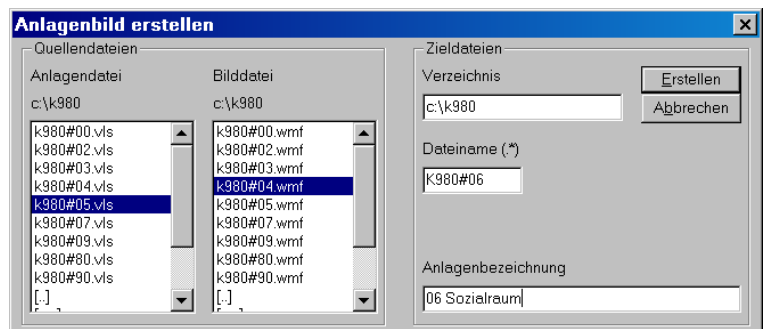 Anlagenbild erstellen
Quellendateien
Anlagendatei
c:\k980
k980#00.vls
k980#02.vls
k980#03.vls
k980#04.vls
k980#05.vls
k980#07.vls
k980#09.vls
k980#80.vls
k980#90.vls
[..]
Bilddatei
c:\k980
k980#00.wmf
k980#02.wmf
k980#03.wmf
k980#04.wmf
k980#05.wmf
k980#07.wmf
k980#09.wmf
k980#80.wmf
k980#90.wmf
[..]
Zieldateien
Verzeichnis
c:\k980
Dateiname (.*)
K980#06
Anlagenbezeichnung
06 Sozialraum
Erstellen
Abbrechen